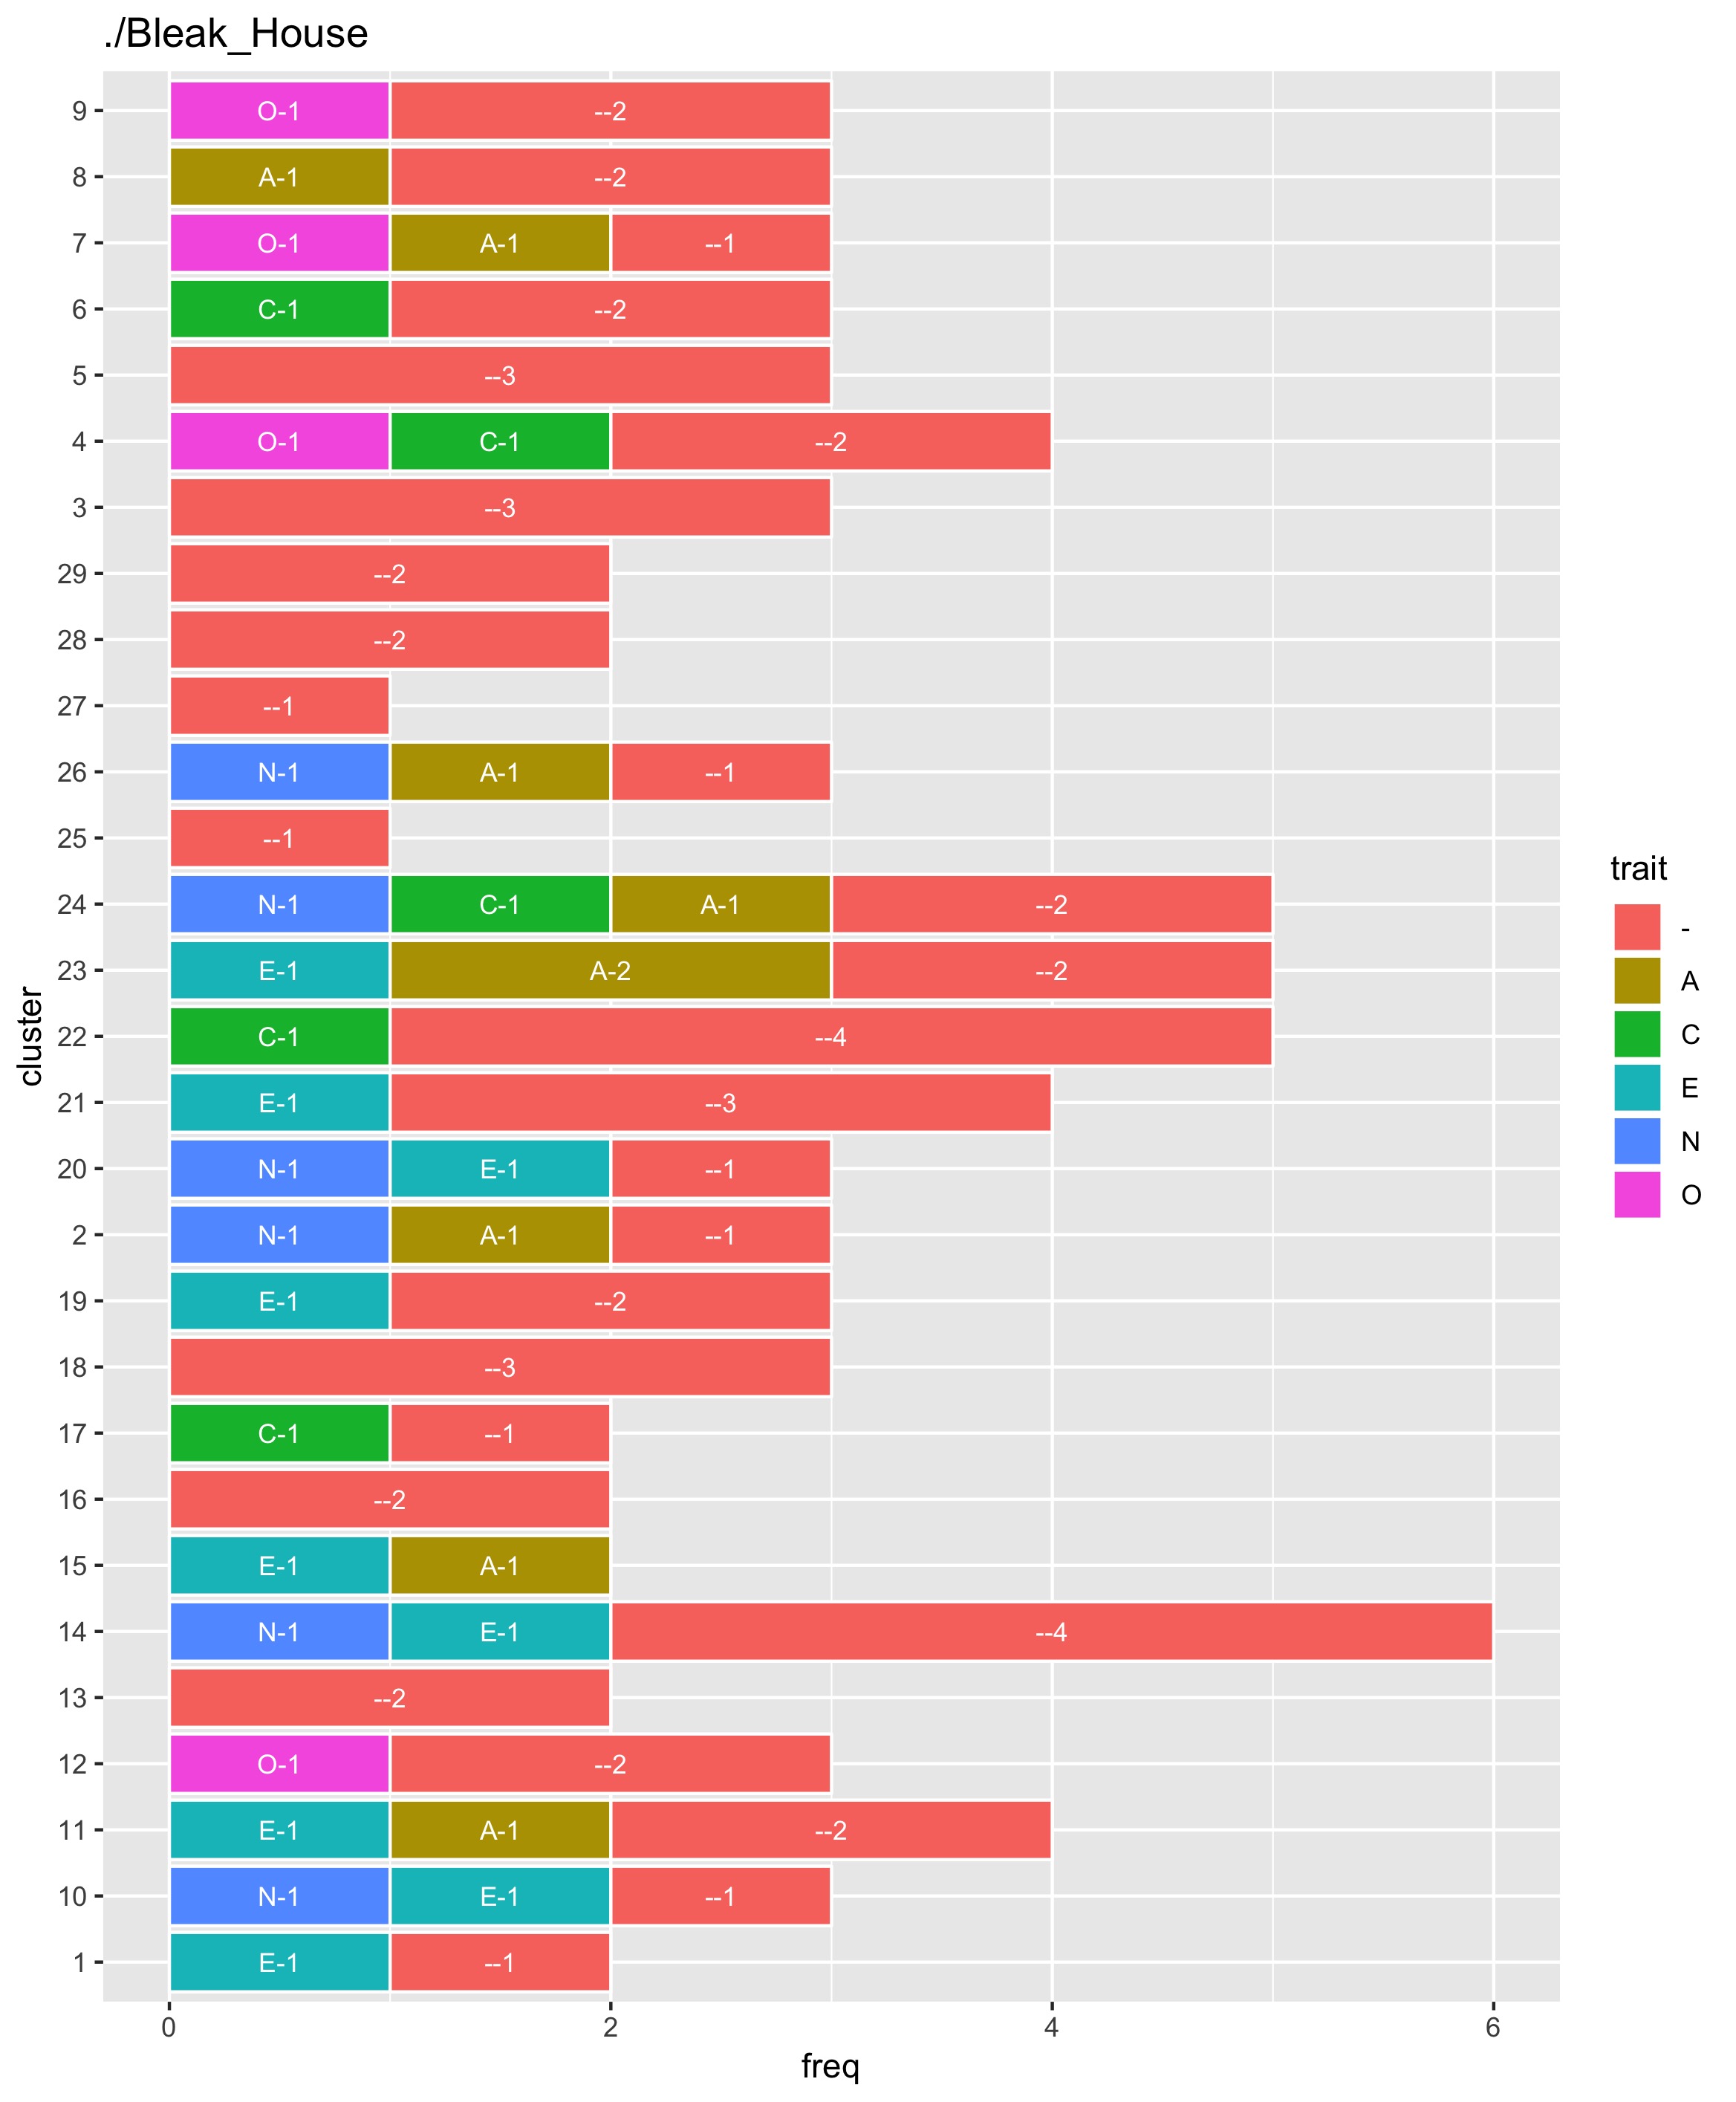 ./Bleak_House
9 O-1 --2
8 A-1 --2
7 O-1 A-1 --1
6 C-1 --2
5 --3
4 O-1 C-1 --2
3 --3
29 --2
28 --2
27 --1
26 N-1 A-1 --1
25 --1
24 N-1 C-1 A-1 --2
23 E-1 A-2 --2
22 C-1 --4
21 E-1 --3
20 N-1 E-1 --1
2 N-1 A-1 --1
19 E-1 --2
18 --3
17 C-1 --1
16 --2
15 E-1 A-1
14 N-1 E-1 --4
13 --2
12 O-1 --2
11 E-1 A-1 --2
10 N-1 E-1 --1
1 E-1 --1
0 2 4 6
freq
cluster
trait
-
A
C
E
N
O